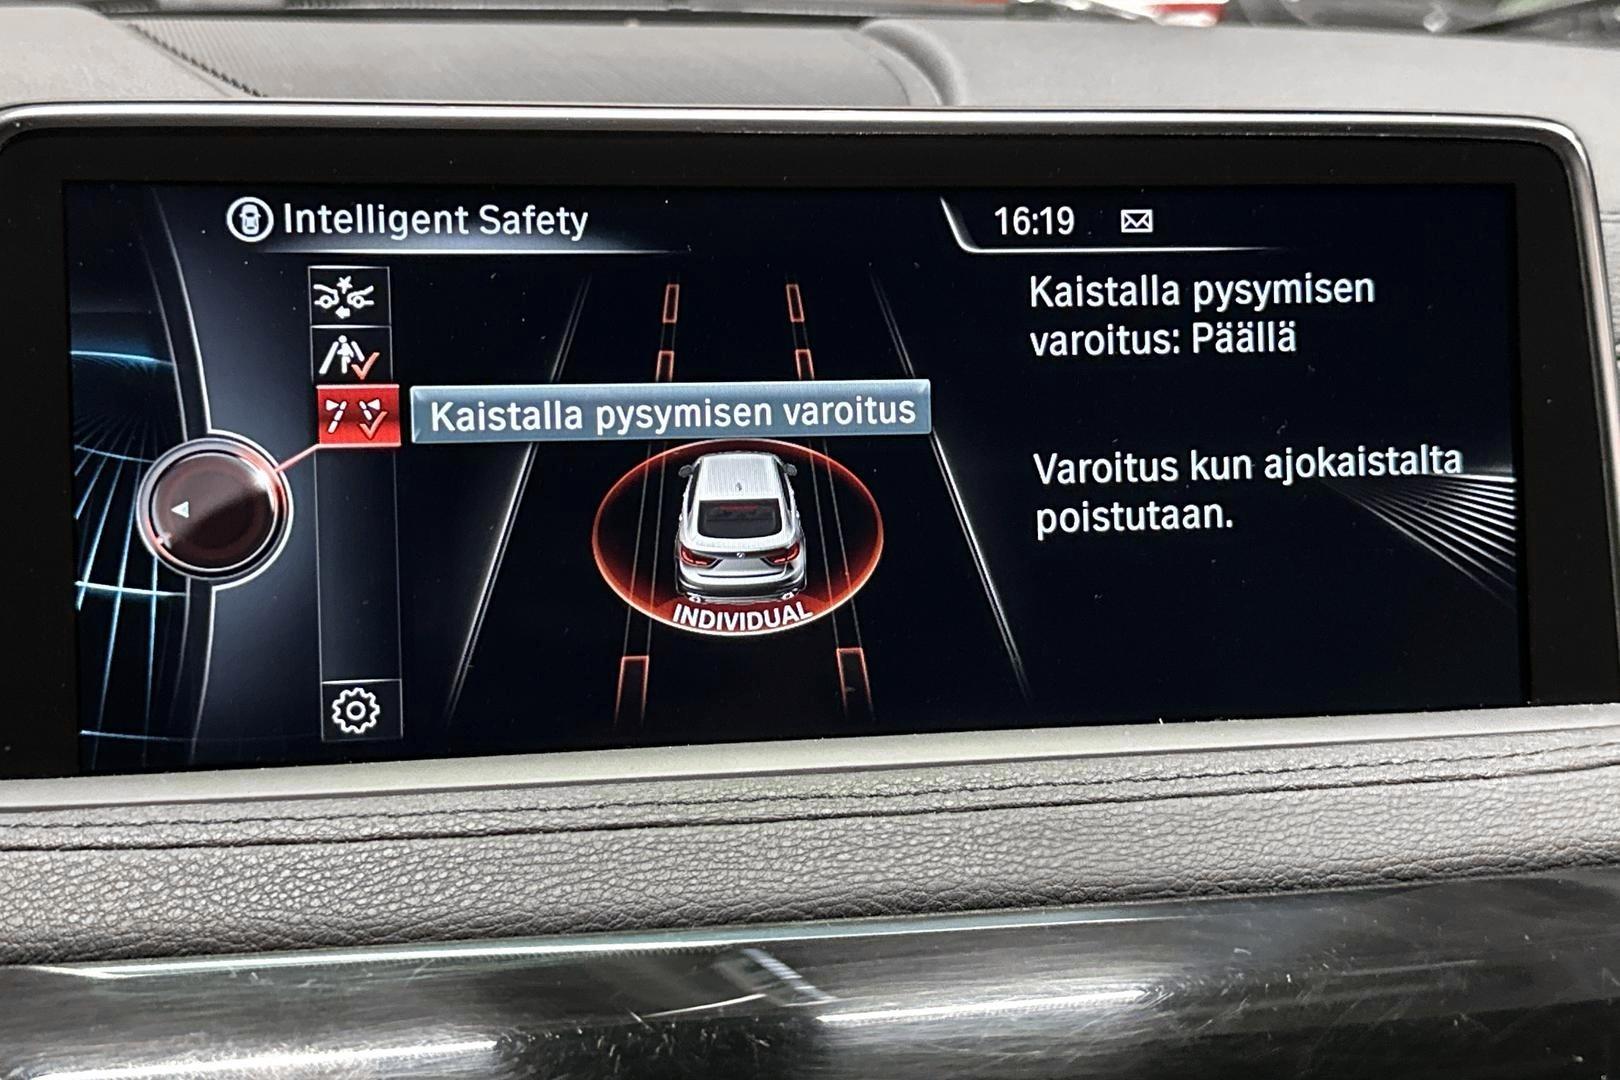 Intelligent Safety
16:19
Kaistalla pysymisen varoitus
INDIVIDUAL
Kaistalla pysymisen
varoitus: Päällä
Varoitus kun ajokaistalta
poistutaan.